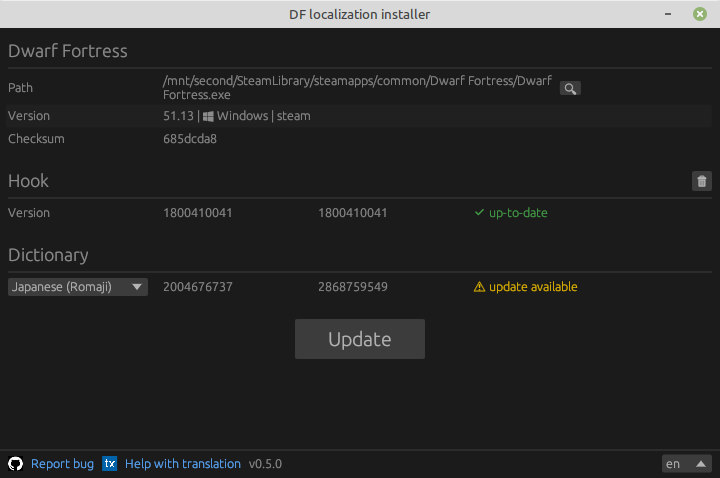 DF localization installer
Dwarf Fortress
Path /mnt/second/SteamLibrary/steamapps/common/Dwarf Fortress/Dwarf
Fortress.exe
Version 51.13 | Windows | steam
Checksum 685dcda8
Hook
Version 1800410041 1800410041 up-to-date
Dictionary
Japanese (Romaji) 2004676737 2868759549 update available
Update
Report bug tx Help with translation v0.5.0 en